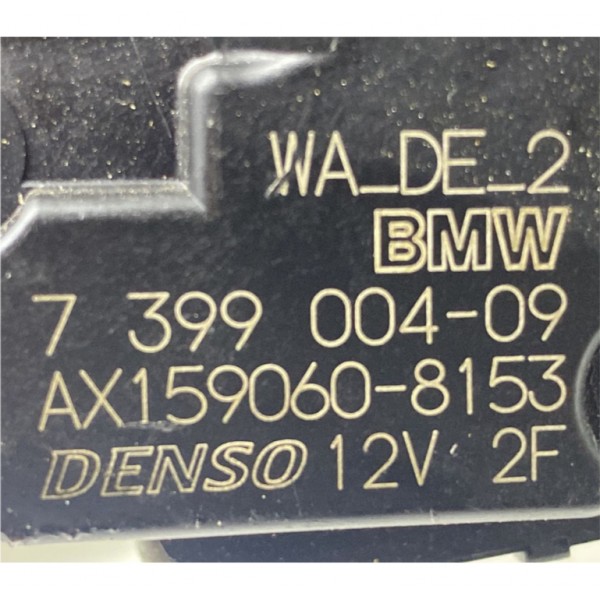 WA_DE_2
BMW
7 399 004-09
AX159060-8153
DENSO 12V 2F